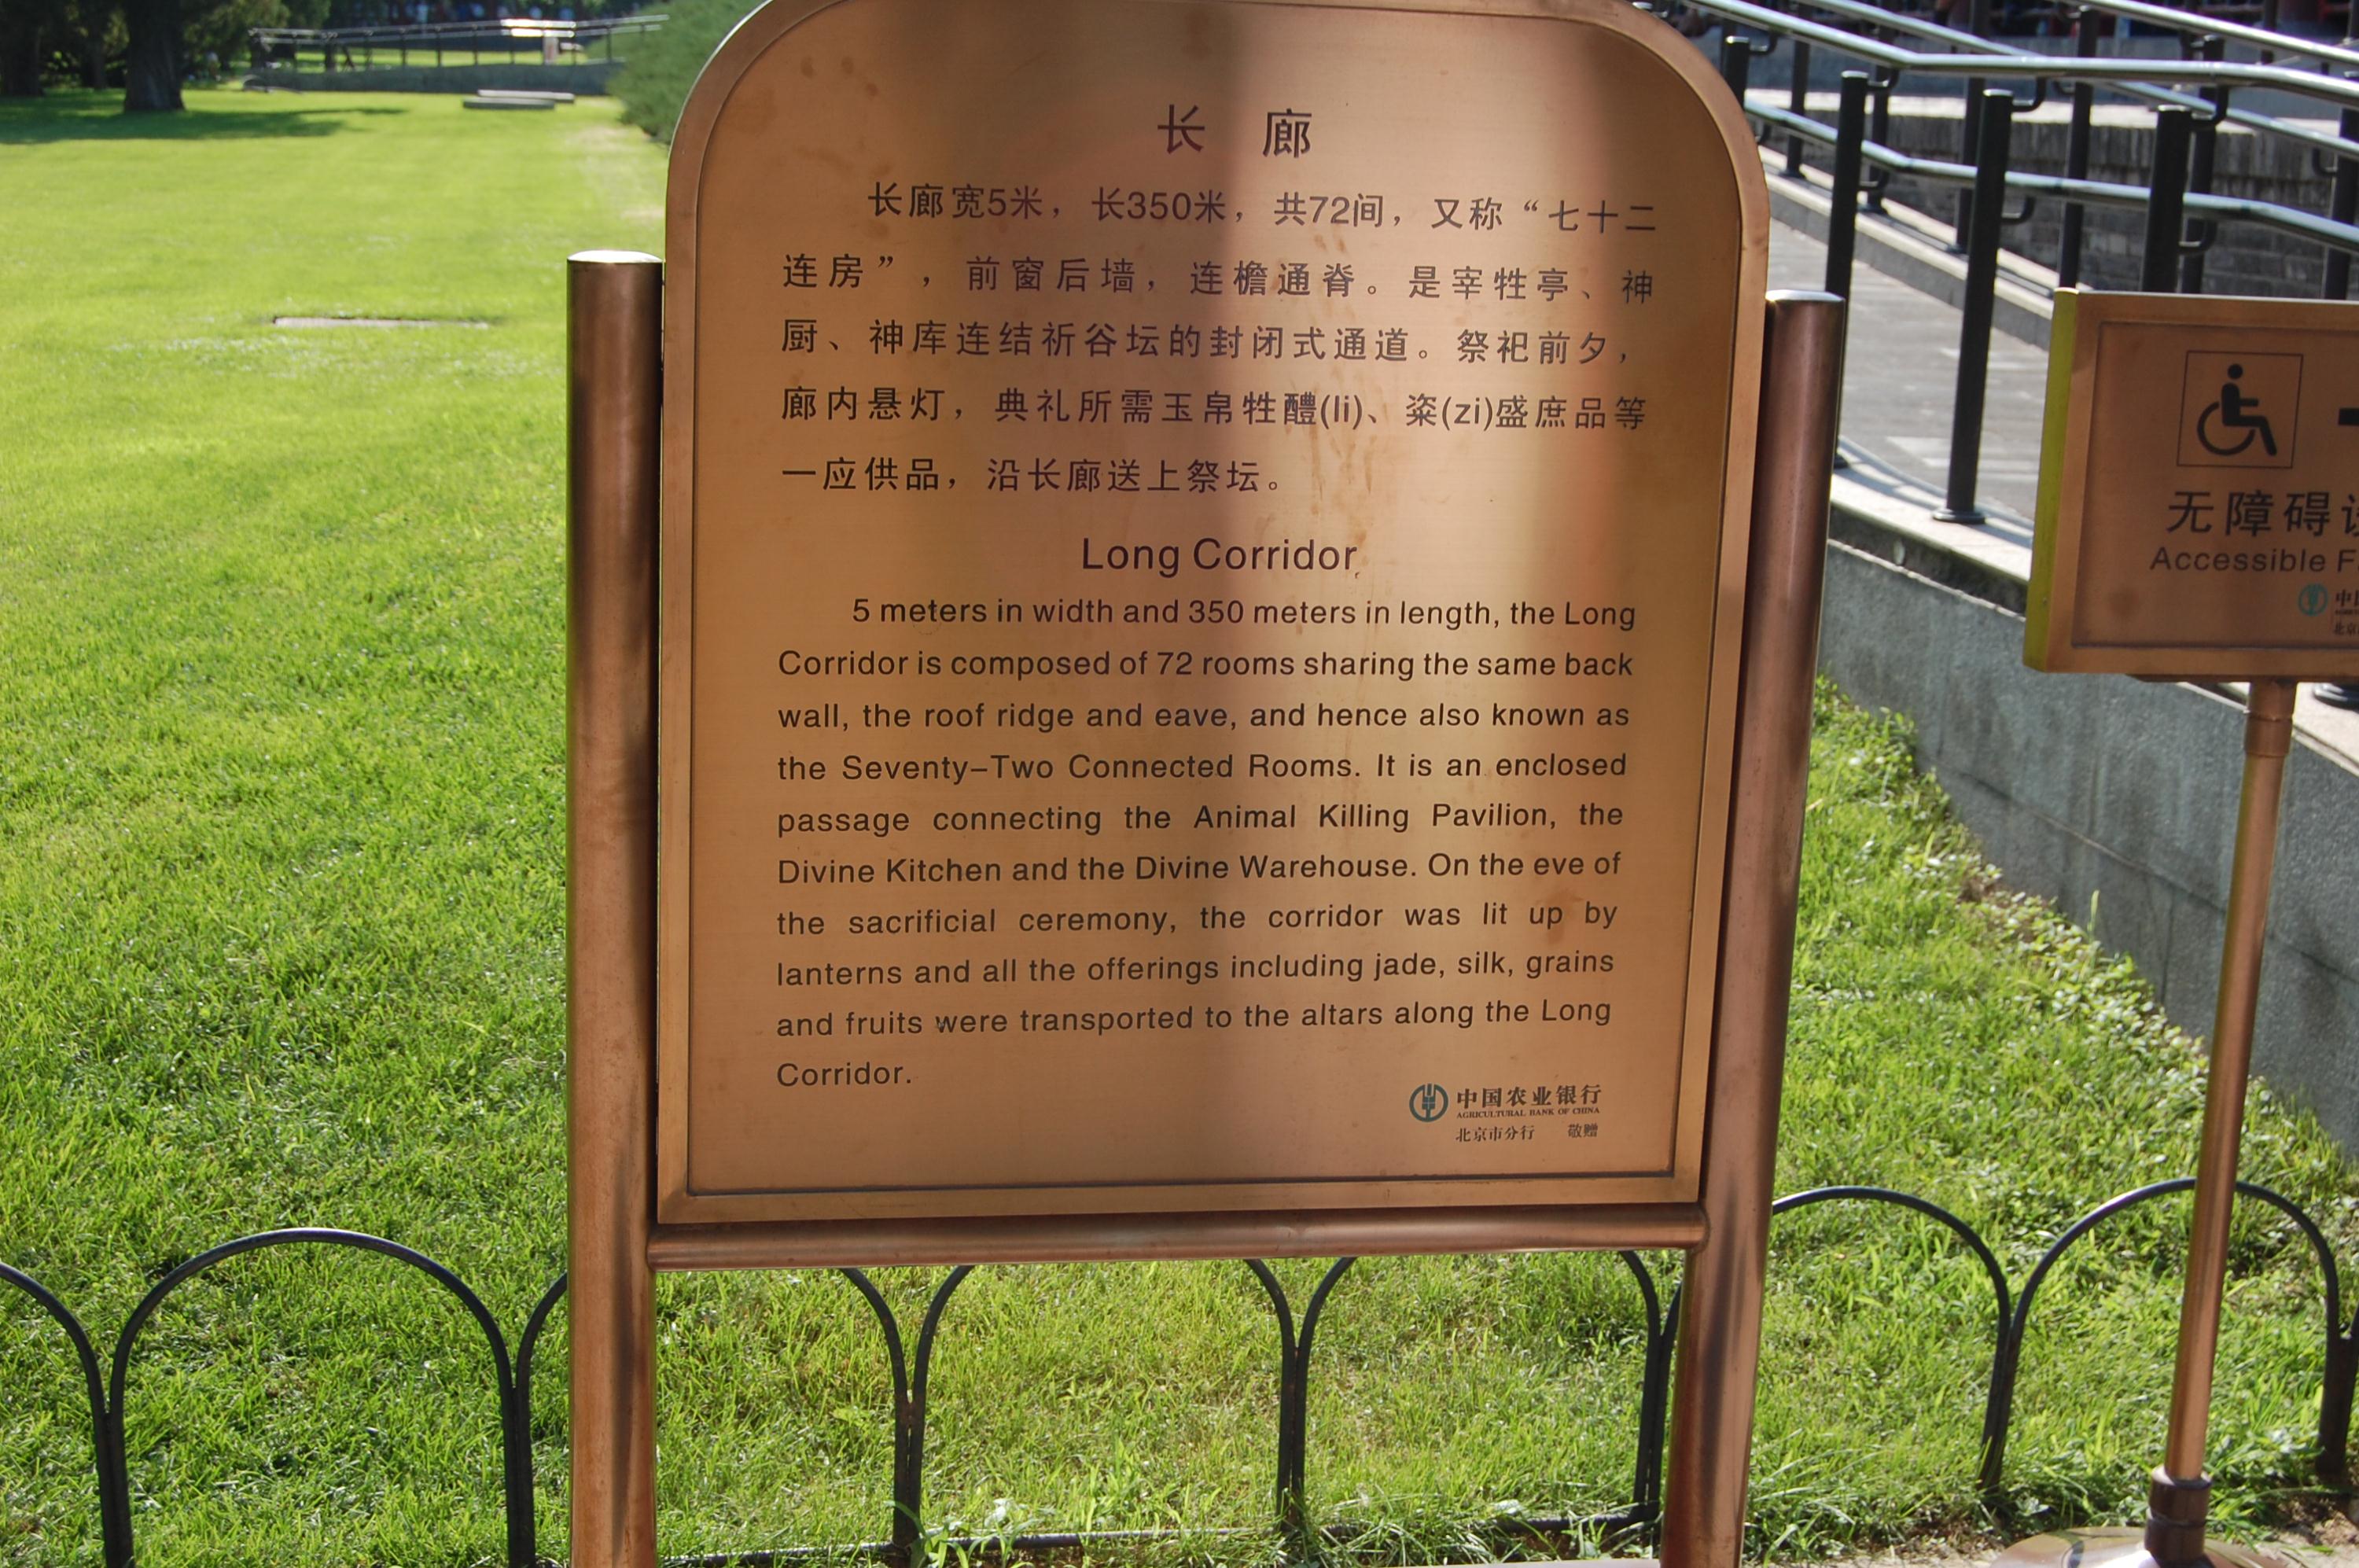 长 廊
长廊宽5米，长350米，共72间，又称“七十二
连房”，前窗后墙，连檐通脊。是宰牲亭、神
厨、神库连结祈谷坛的封闭式通道。祭祀前夕，
廊内悬灯，典礼所需玉帛牲醴(li)、粢(zi)盛庶品等
一应供品，沿长廊送上祭坛。
Long Corridor
5 meters in width and 350 meters in length, the Long
Corridor is composed of 72 rooms sharing the same back
wall, the roof ridge and eave, and hence also known as
the Seventy–Two Connected Rooms. It is an enclosed
passage connecting the Animal Killing Pavilion, the
Divine Kitchen and the Divine Warehouse. On the eve of
the sacrificial ceremony, the corridor was lit up by
lanterns and all the offerings including jade, silk, grains
and fruits were transported to the altars along the Long
Corridor.
中国农业银行
AGRICULTURAL BANK OF CHINA
北京市分行 敬赠
无障碍
Accessible F
中国
北京